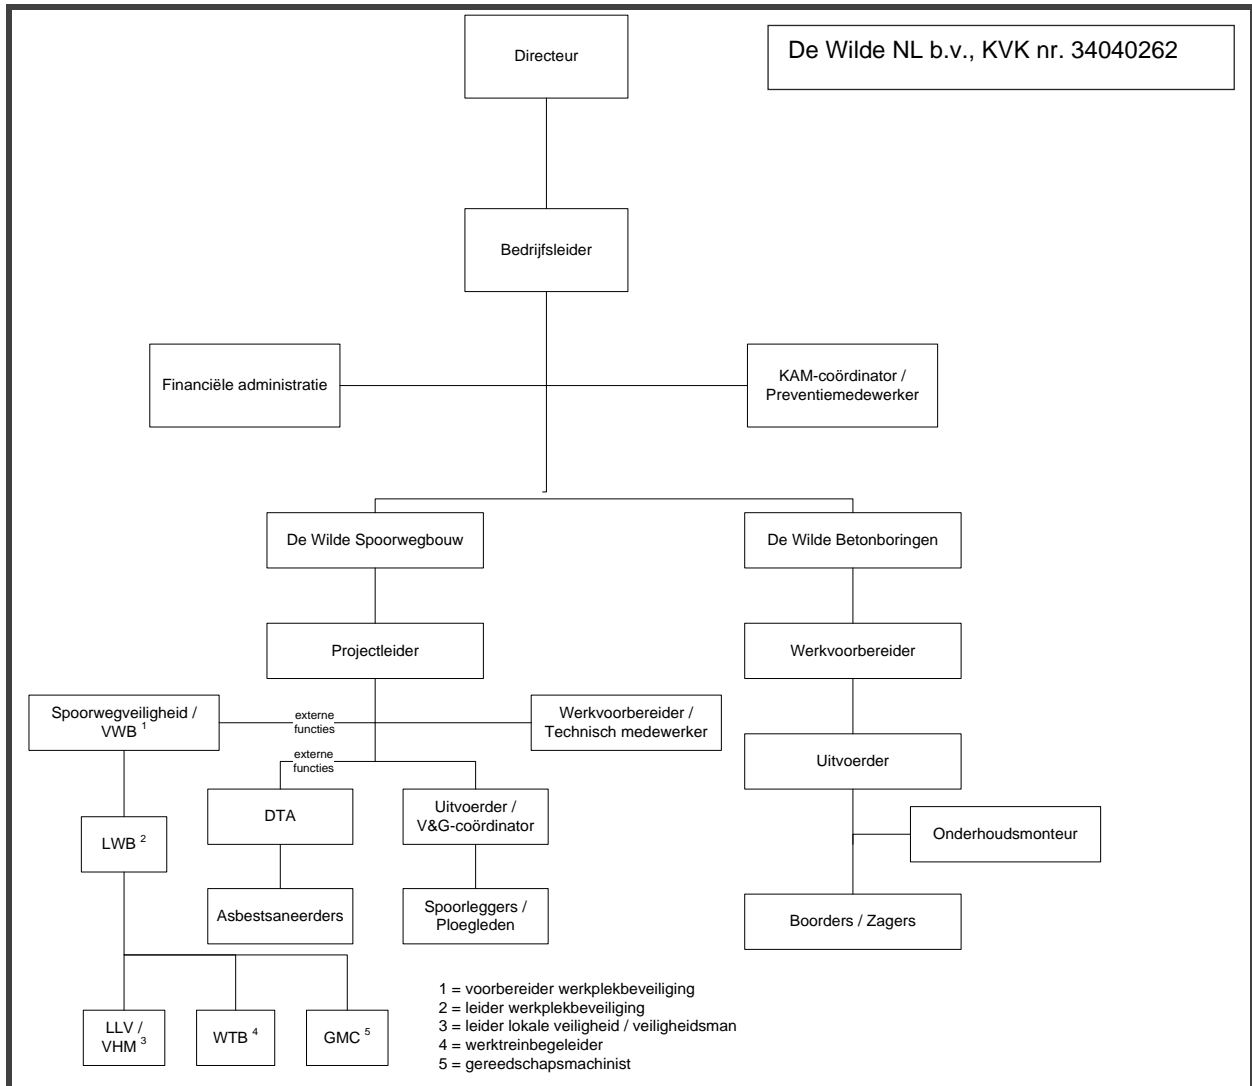 Directeur
De Wilde NL b.v., KVK nr. 34040262
Bedrijfsleider
Financiële administratie
KAM-coördinator /
Preventiemedewerker
De Wilde Spoorwegbouw
De Wilde Betonboringen
Projectleider
Werkvoorbereider
Spoorwegveiligheid /
VWB 1
externe
functies
Werkvoorbereider /
Technisch medewerker
Uitvoerder
externe
functies
DTA
Uitvoerder /
V&G-coördinator
LWB 2
Onderhoudsmonteur
Asbestsaneerders
Spoorleggers /
Ploegleden
Boorders / Zagers
LLV /
VHM 3
WTB 4
GMC 5
1 = voorbereider werkplekbeveiliging
2 = leider werkplekbeveiliging
3 = leider lokale veiligheid / veiligheidsman
4 = werktreinbegeleider
5 = gereedschapsmachinist